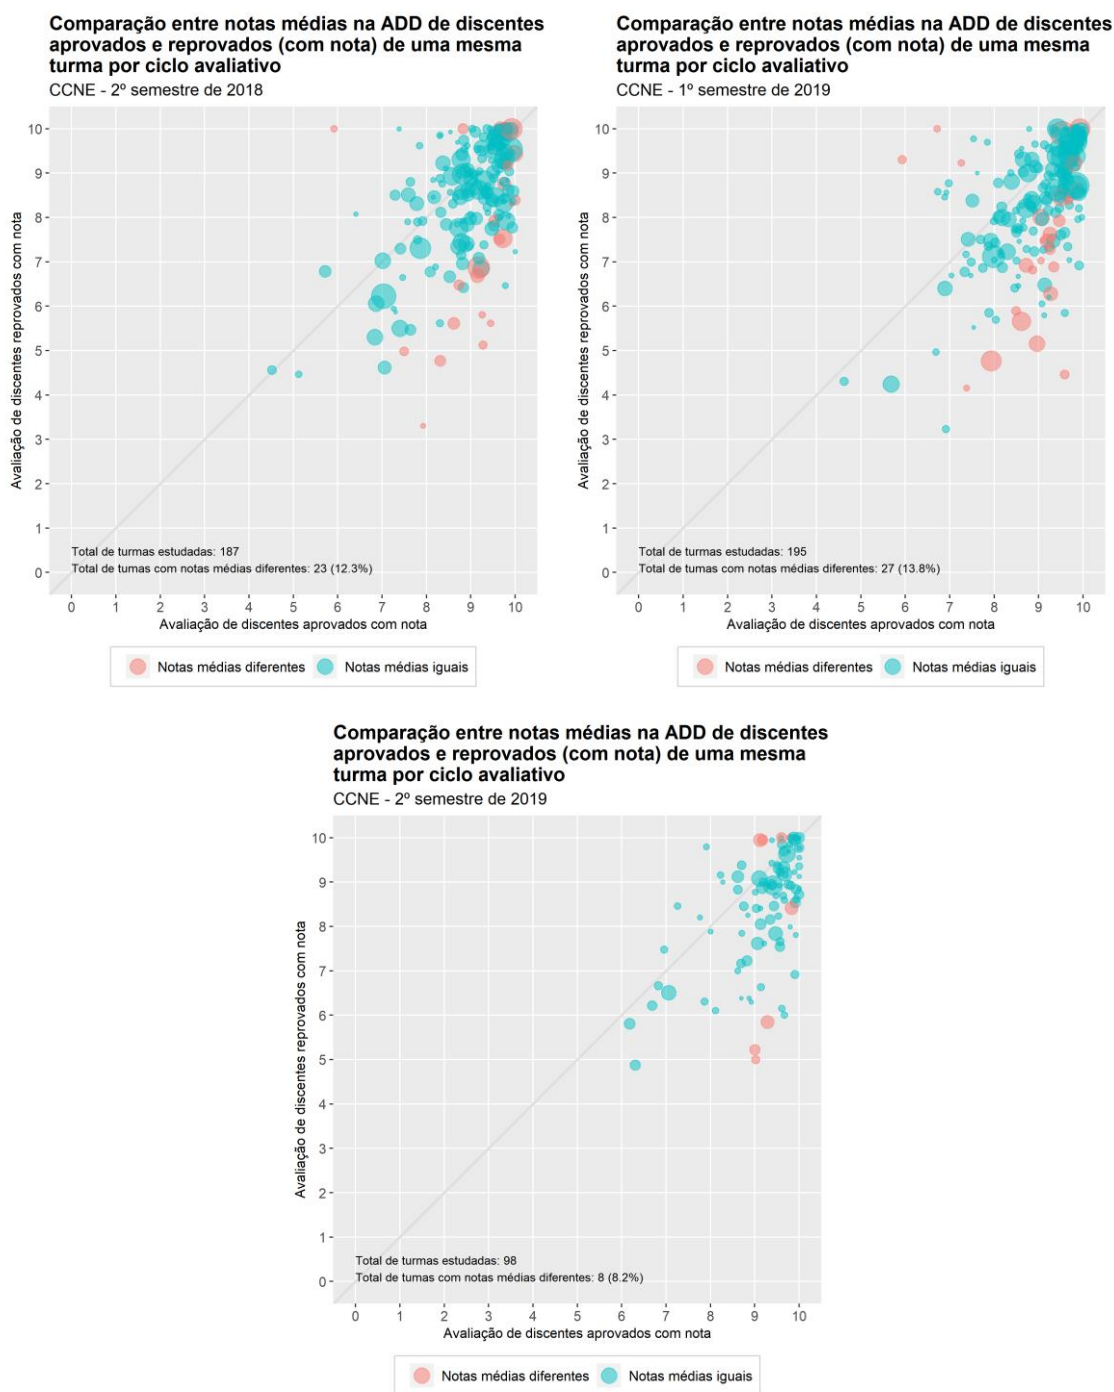 Comparação entre notas médias na ADD de discentes
aprovados e reprovados (com nota) de uma mesma
turma por ciclo avaliativo
CCNE - 2º semestre de 2018
Avaliação de discentes reprovados com nota
10
9
8
7
6
5
4
3
2
1
0
Total de turmas estudadas: 187
Total de tumas com notas médias diferentes: 23 (12.3%)
0 1 2 3 4 5 6 7 8 9 10
Avaliação de discentes aprovados com nota
Notas médias diferentes Notas médias iguais
Comparação entre notas médias na ADD de discentes
aprovados e reprovados (com nota) de uma mesma
turma por ciclo avaliativo
CCNE - 1º semestre de 2019
Avaliação de discentes reprovados com nota
10
9
8
7
6
5
4
3
2
1
0
Total de turmas estudadas: 195
Total de tumas com notas médias diferentes: 27 (13.8%)
0 1 2 3 4 5 6 7 8 9 10
Avaliação de discentes aprovados com nota
Notas médias diferentes Notas médias iguais
Comparação entre notas médias na ADD de discentes
aprovados e reprovados (com nota) de uma mesma
turma por ciclo avaliativo
CCNE - 2º semestre de 2019
Avaliação de discentes reprovados com nota
10
9
8
7
6
5
4
3
2
1
0
Total de turmas estudadas: 98
Total de tumas com notas médias diferentes: 8 (8.2%)
0 1 2 3 4 5 6 7 8 9 10
Avaliação de discentes aprovados com nota
Notas médias diferentes Notas médias iguais